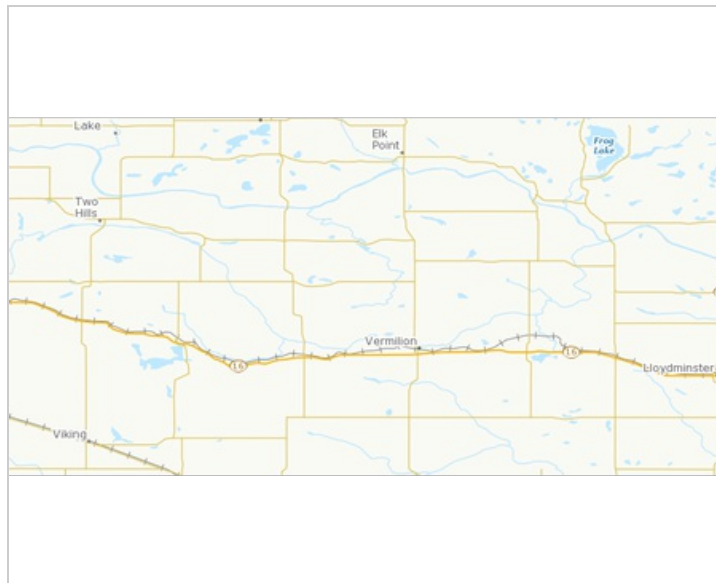 Lake
Elk
Point
Frog
Lake
Two
Hills
Vermilion
16
16
Lloydminster
Viking